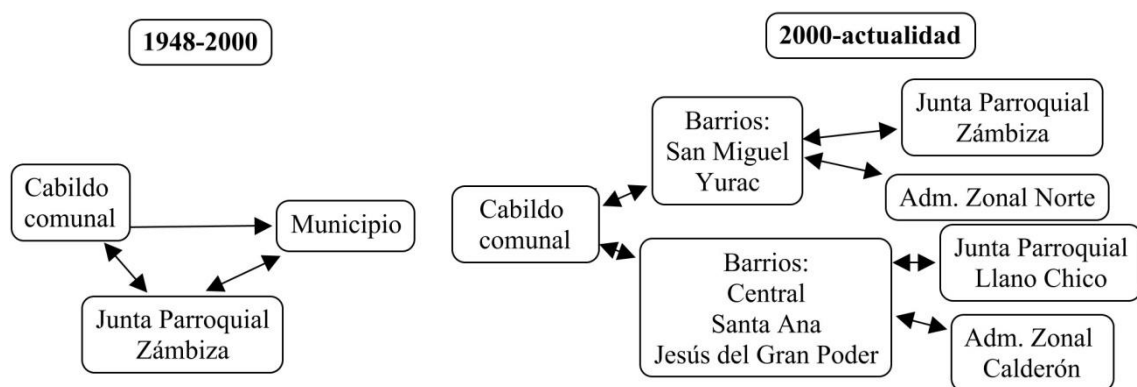 1948-2000
Cabildo
comunal
Municipio
Junta Parroquial
Zámbiza
2000-actualidad
Cabildo
comunal
Barrios:
San Miguel
Yurac
Junta Parroquial
Zámbiza
Adm. Zonal Norte
Barrios:
Central
Santa Ana
Jesús del Gran Poder
Junta Parroquial
Llano Chico
Adm. Zonal
Calderón